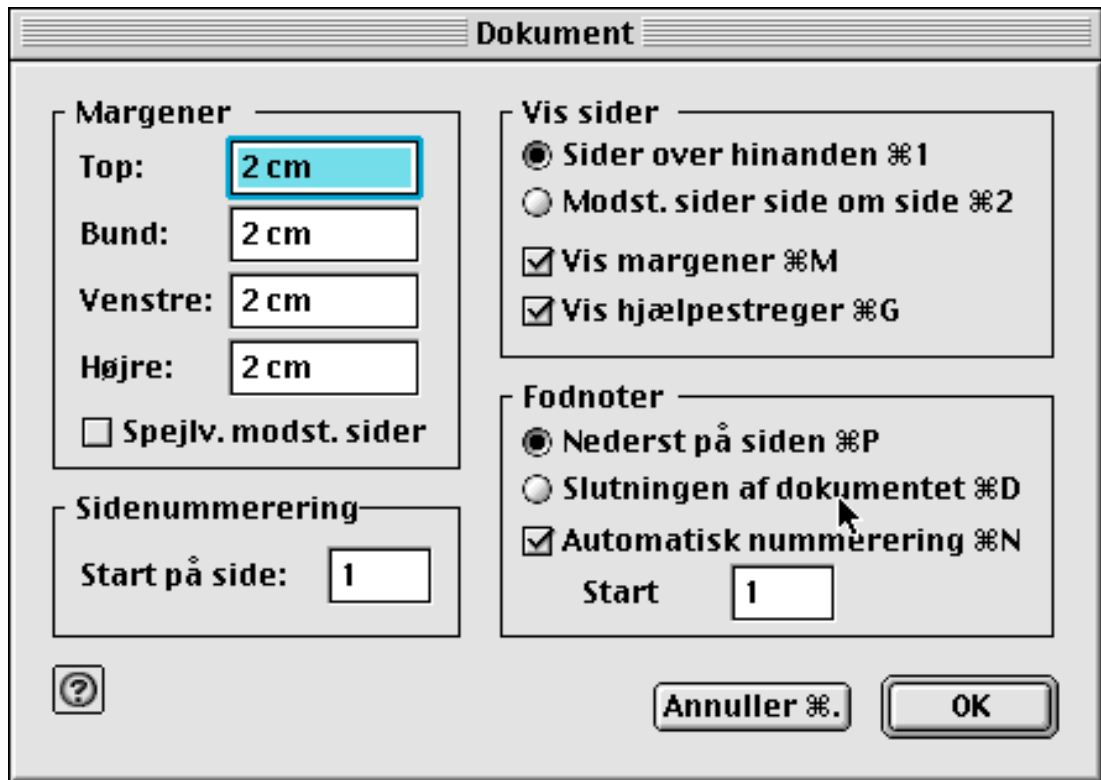 Dokument
Margener
Top: 2 cm
Bund: 2 cm
Venstre: 2 cm
Højre: 2 cm
Spejlv. modst. sider
Sidenummerering
Start på side: 1
Vis sider
Sider over hinanden ⌘1
Modst. sider side om side ⌘2
Vis margener ⌘M
Vis hjælpestreger ⌘G
Fodnoter
Nederst på siden ⌘P
Slutningen af dokumentet ⌘D
Automatisk nummerering ⌘N
Start 1
?
Annuller ⌘.
OK